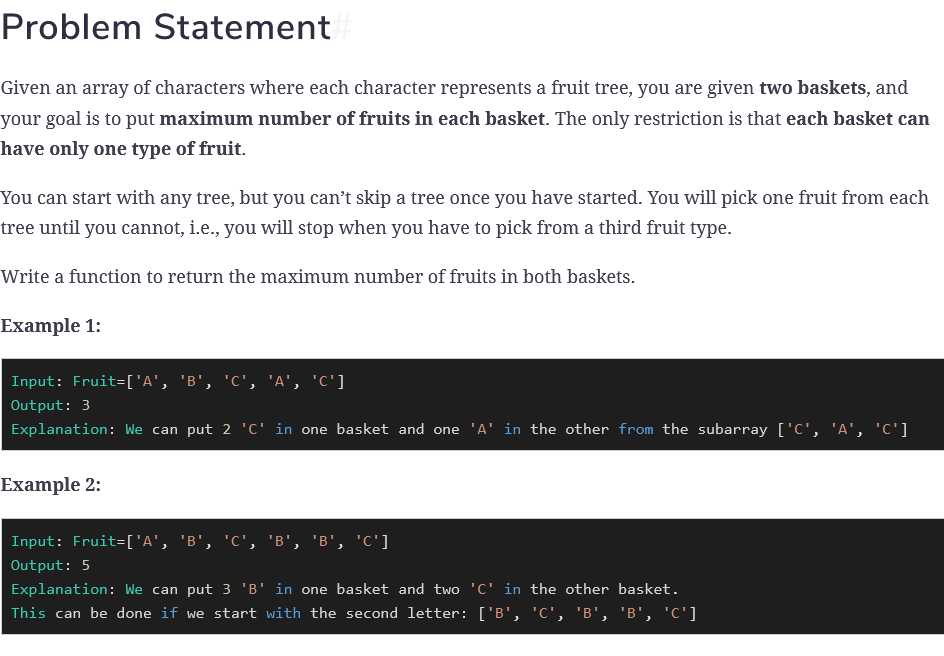 Problem Statement#
Given an array of characters where each character represents a fruit tree, you are given two baskets, and
your goal is to put maximum number of fruits in each basket. The only restriction is that each basket can
have only one type of fruit.
You can start with any tree, but you can’t skip a tree once you have started. You will pick one fruit from each
tree until you cannot, i.e., you will stop when you have to pick from a third fruit type.
Write a function to return the maximum number of fruits in both baskets.
Example 1:
Input: Fruit=['A', 'B', 'C', 'A', 'C']
Output: 3
Explanation: We can put 2 'C' in one basket and one 'A' in the other from the subarray ['C', 'A', 'C']
Example 2:
Input: Fruit=['A', 'B', 'C', 'B', 'B', 'C']
Output: 5
Explanation: We can put 3 'B' in one basket and two 'C' in the other basket.
This can be done if we start with the second letter: ['B', 'C', 'B', 'B', 'C']